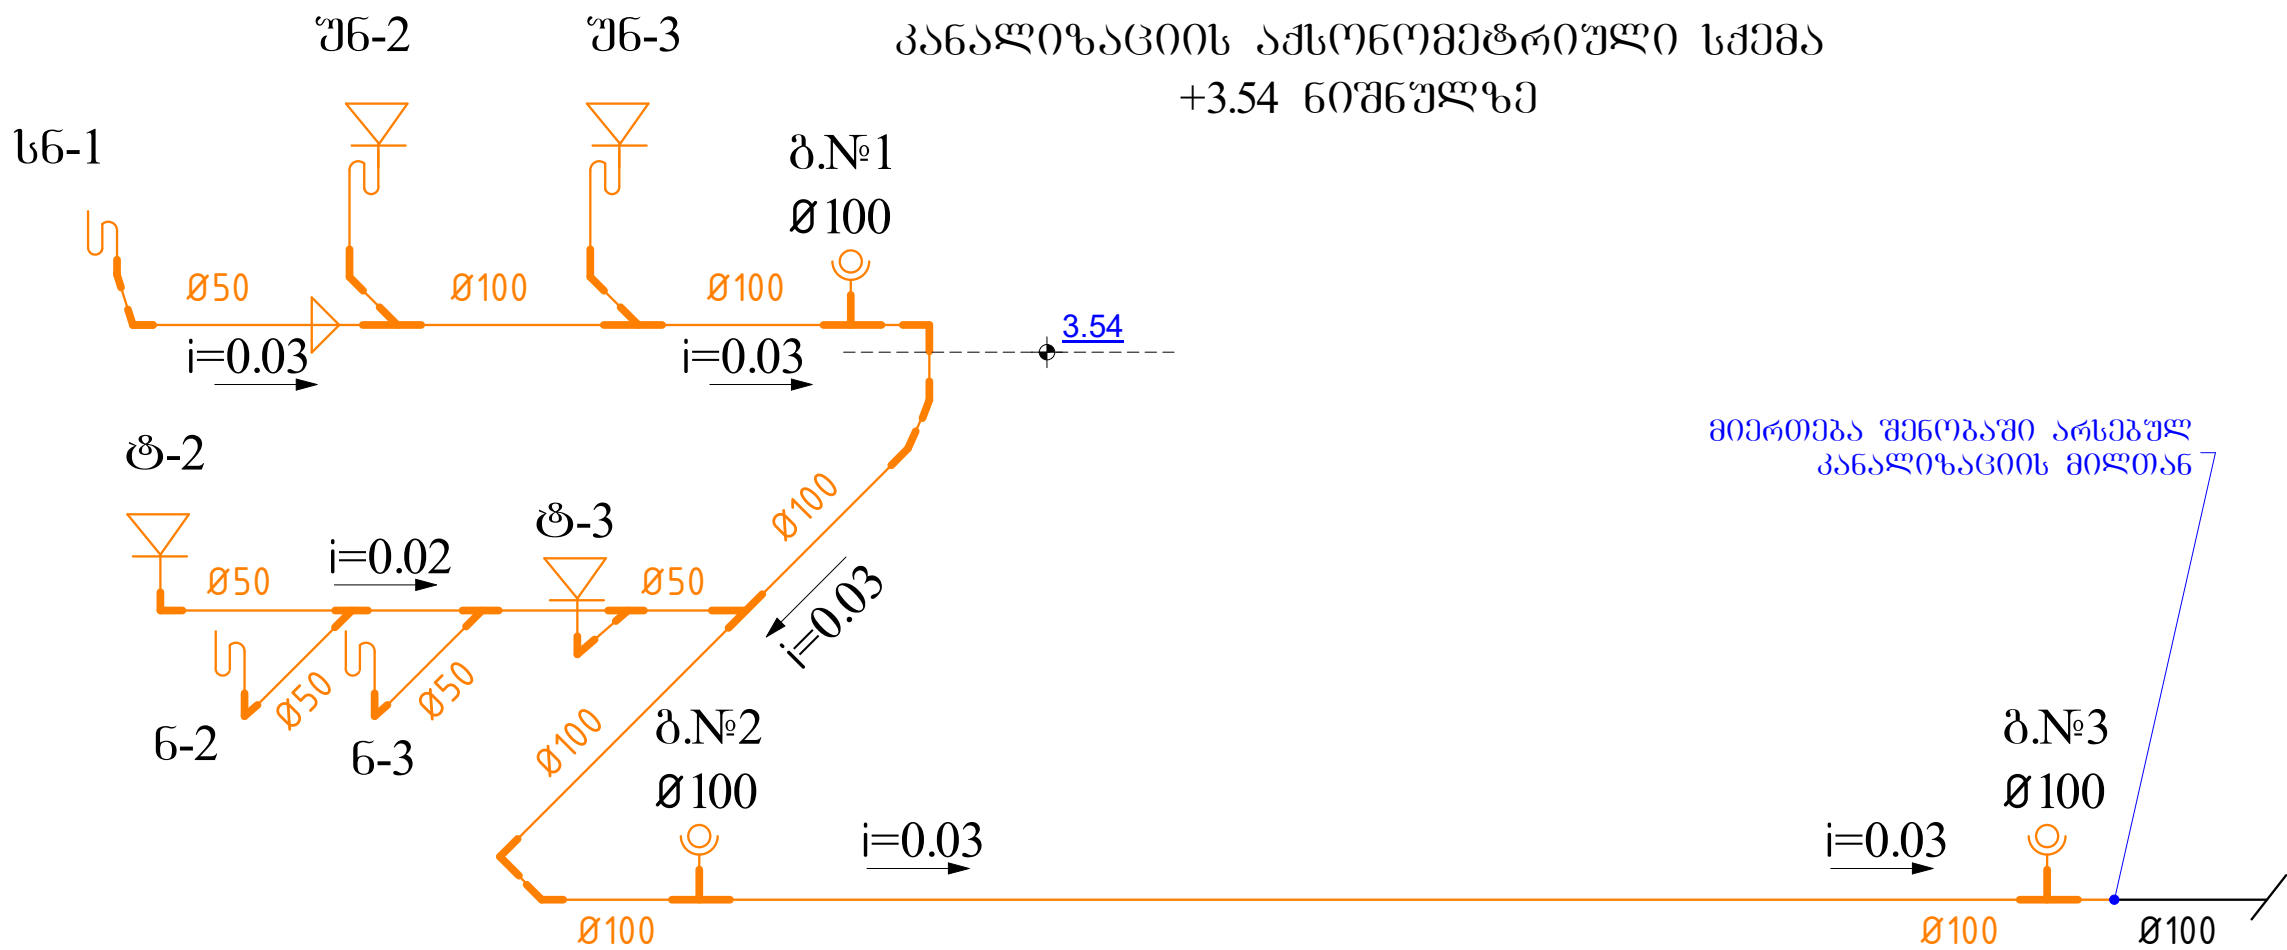 კანალიზაციის აქსონომეტრიული სქემა
+3.54 ნიშნულზე
უნ-2
უნ-3
სნ-1
გ.№1
Ø100
Ø50
Ø100
Ø100
i=0.03
i=0.03
3.54
მიერთება შენობაში არსებულ
კანალიზაციის მილთან
ტ-2
ტ-3
Ø100
i=0.02
Ø50
Ø50
i=0.03
Ø50
Ø50
ნ-2
ნ-3
Ø100
გ.№2
Ø100
გ.№3
Ø100
i=0.03
i=0.03
Ø100
Ø100
Ø100